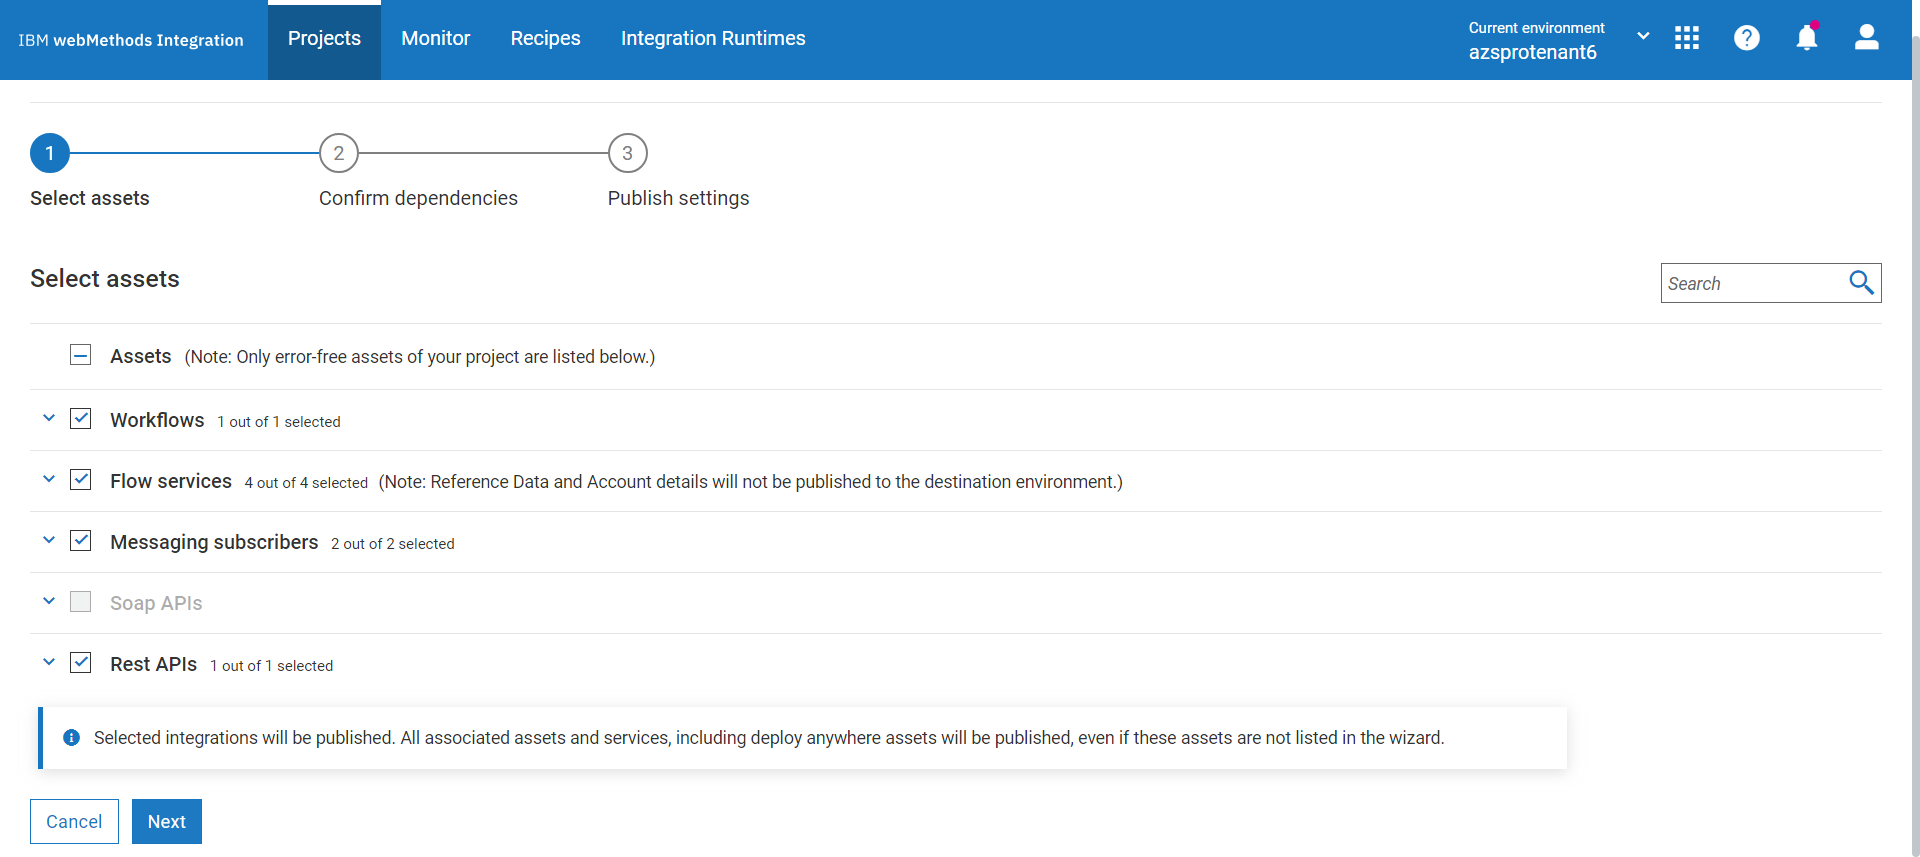 IBM webMethods Integration
Projects
Monitor
Recipes
Integration Runtimes
Current environment
azsprotenant6
?
1
2
3
Select assets
Confirm dependencies
Publish settings
Select assets
Search
Assets (Note: Only error-free assets of your project are listed below.)
Workflows 1 out of 1 selected
Flow services 4 out of 4 selected (Note: Reference Data and Account details will not be published to the destination environment.)
Messaging subscribers 2 out of 2 selected
Soap APIs
Rest APIs 1 out of 1 selected
Selected integrations will be published. All associated assets and services, including deploy anywhere assets will be published, even if these assets are not listed in the wizard.
Cancel
Next